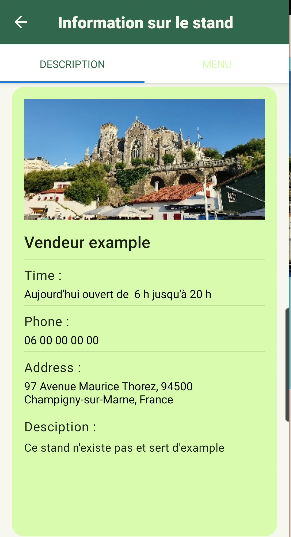 Information sur le stand
DESCRIPTION MENU
Vendeur example
Time :
Aujourd'hui ouvert de 6 h jusqu'à 20 h
Phone :
06 00 00 00 00
Address :
97 Avenue Maurice Thorez, 94500
Champigny-sur-Marne, France
Desciption :
Ce stand n'existe pas et sert d'example